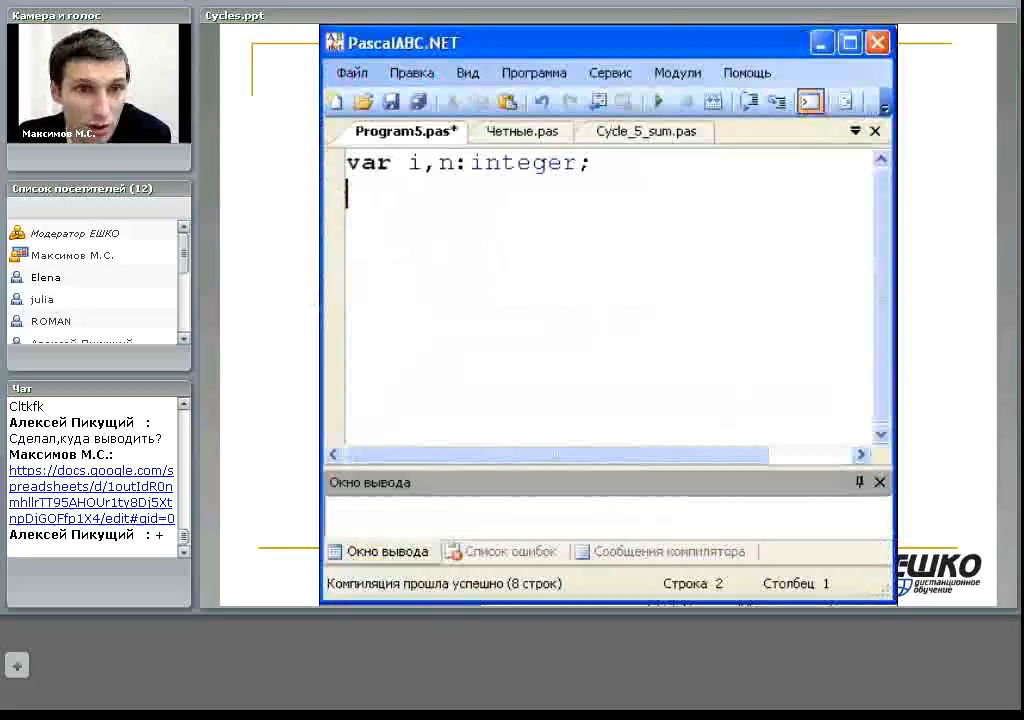 Камера и голос
Максимов М.С.
Список посетителей (12)
Модератор ЕШКО
Максимов М.С.
Elena
julia
ROMAN
Алексей Пикущий
Чат
Cltkfk
Алексей Пикущий :
Сделал,куда выводить?
Максимов М.С.:
https://docs.google.com/s
preadsheets/d/1outIdR0n
mhllrTT95AHOUr1ty8Dj5Xt
npDjGOFfp1X4/edit#gid=0
Алексей Пикущий : +
Cycles.ppt
PascalABC.NET
Файл Правка Вид Программа Сервис Модули Помощь
Program5.pas* Четные.pas Cycle_5_sum.pas
var i,n:integer;
Окно вывода
Окно вывода Список ошибок Сообщения компилятора
Компиляция прошла успешно (8 строк) Строка 2 Столбец 1
ЕШКО
дистанционное
обучение